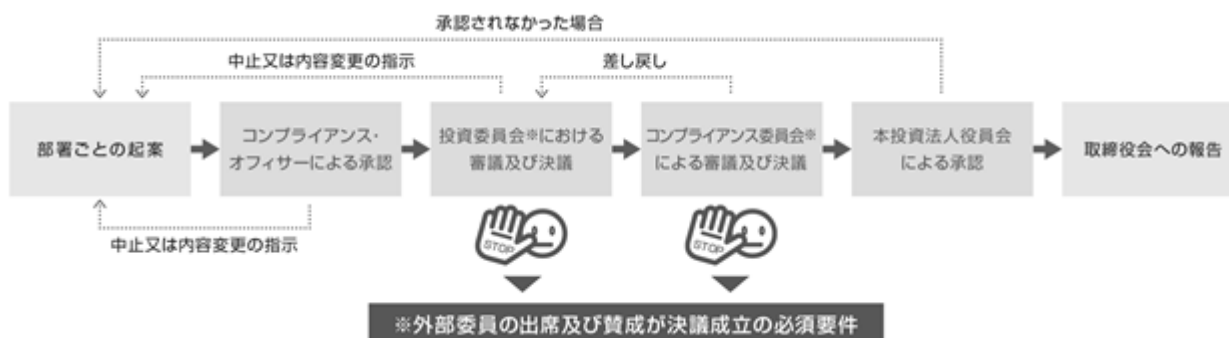 承認されなかった場合
中止又は内容変更の指示
差し戻し
部署ごとの起案
コンプライアンス・
オフィサーによる承認
投資委員会※における
審議及び決議
コンプライアンス委員会※
による審議及び決議
本投資法人役員会
による承認
取締役会への報告
中止又は内容変更の指示
STOP
STOP
※外部委員の出席及び賛成が決議成立の必須要件